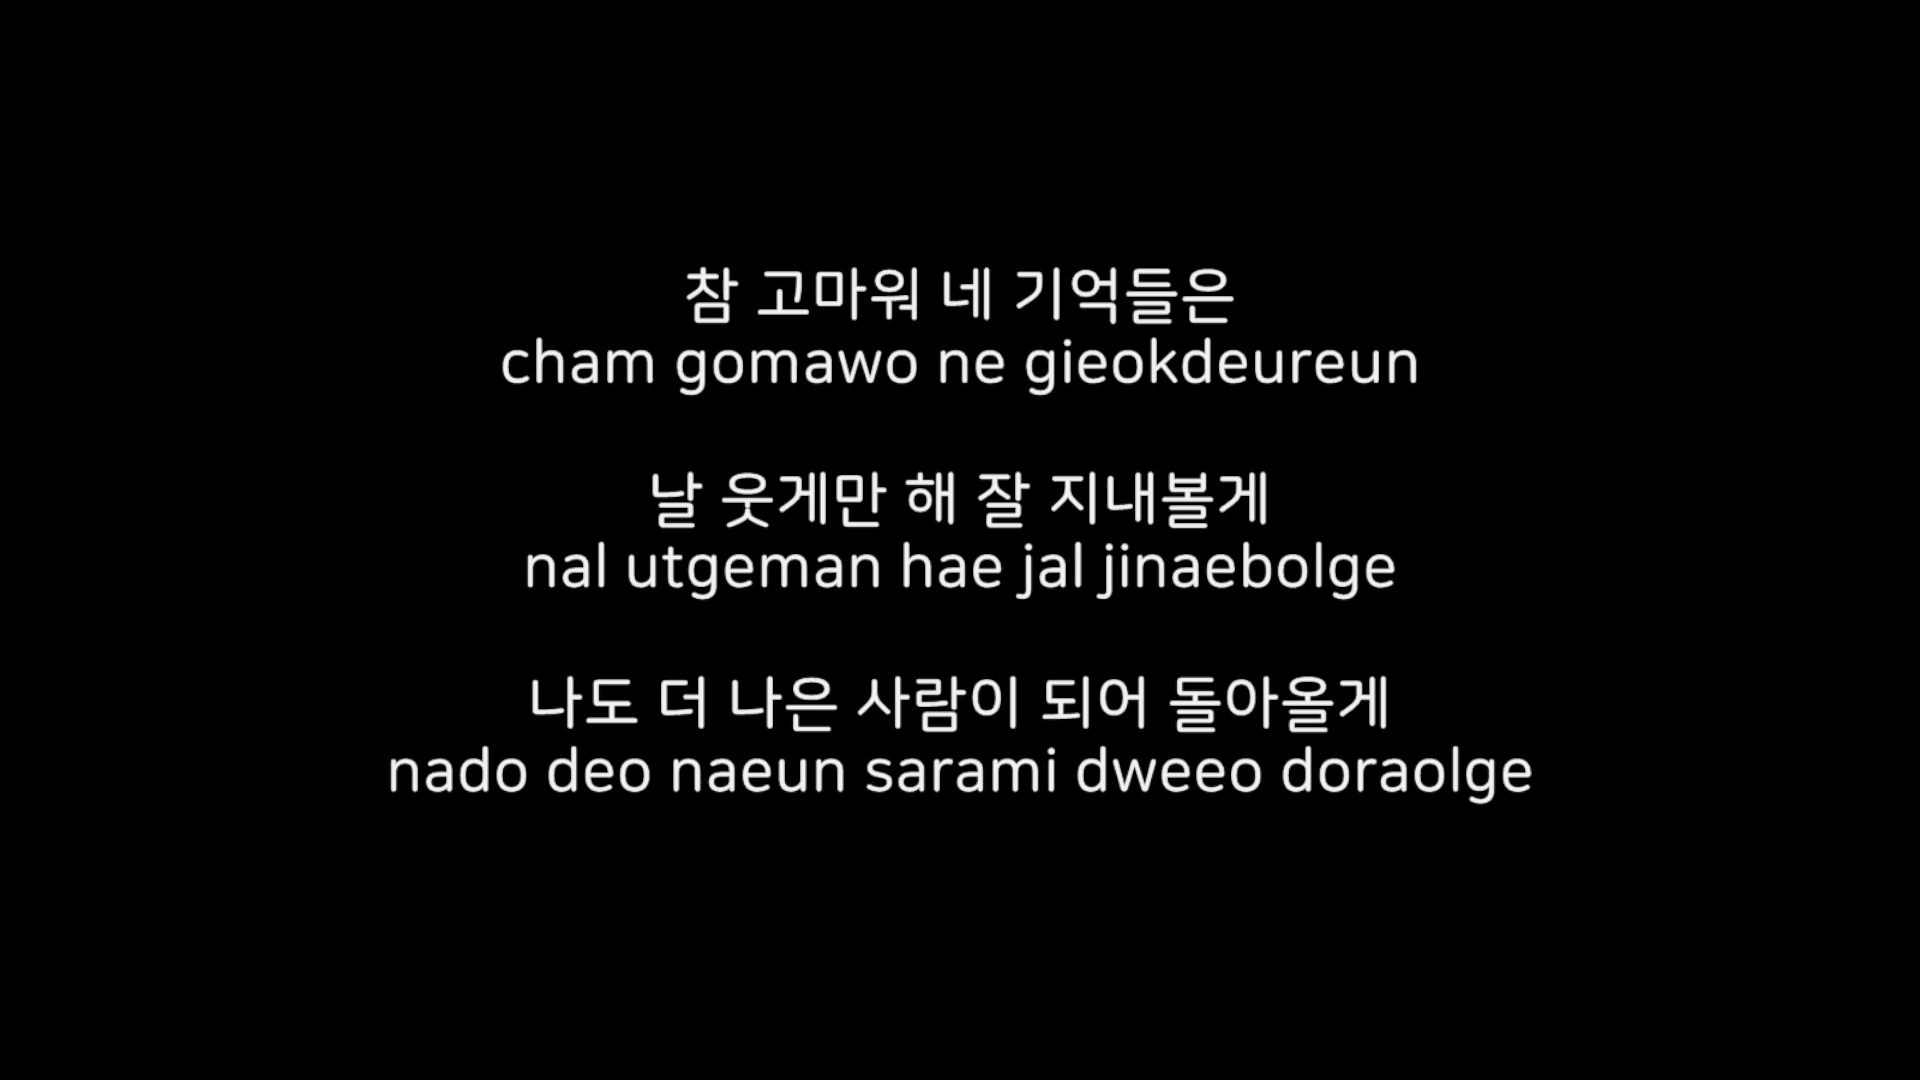 참 고마워 네 기억들은
cham gomawo ne gieokdeureun
날 웃게만 해 잘 지내볼게
nal utgeman hae jal jinaebolge
나도 더 나은 사람이 되어 돌아올게
nado deo naeun sarami dweeo doraolge